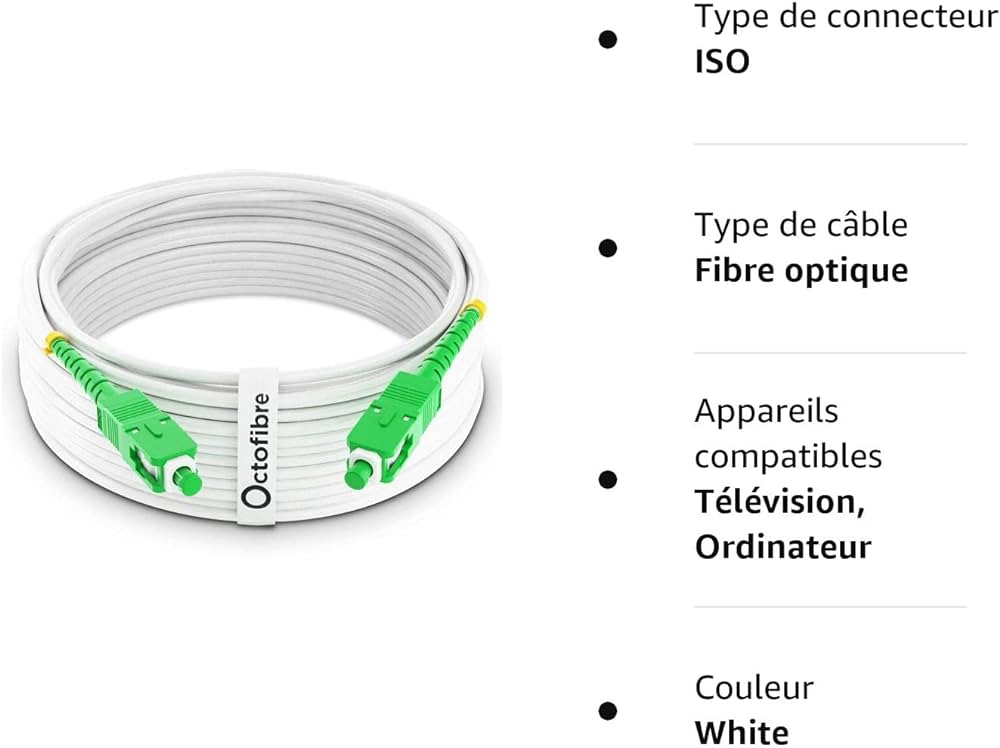 Octofibre
Type de connecteur
ISO
Type de câble
Fibre optique
Appareils
compatibles
Télévision,
Ordinateur
Couleur
White